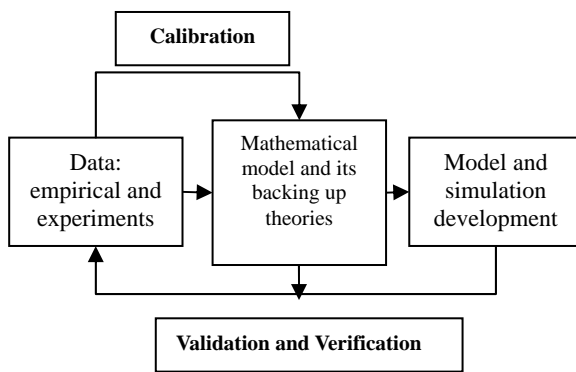 Calibration
Data:
empirical and
experiments
Mathematical
model and its
backing up
theories
Model and
simulation
development
Validation and Verification